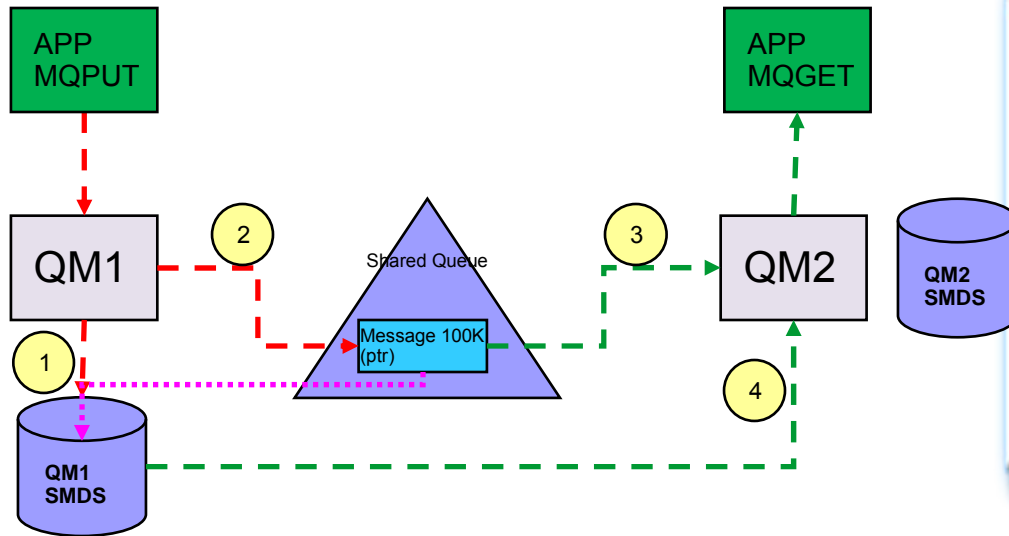 APP
MQPUT
APP
MQGET
QM1
2
Shared Queue
3
QM2
QM2
SMDS
Message 100K
(ptr)
1
4
QM1
SMDS